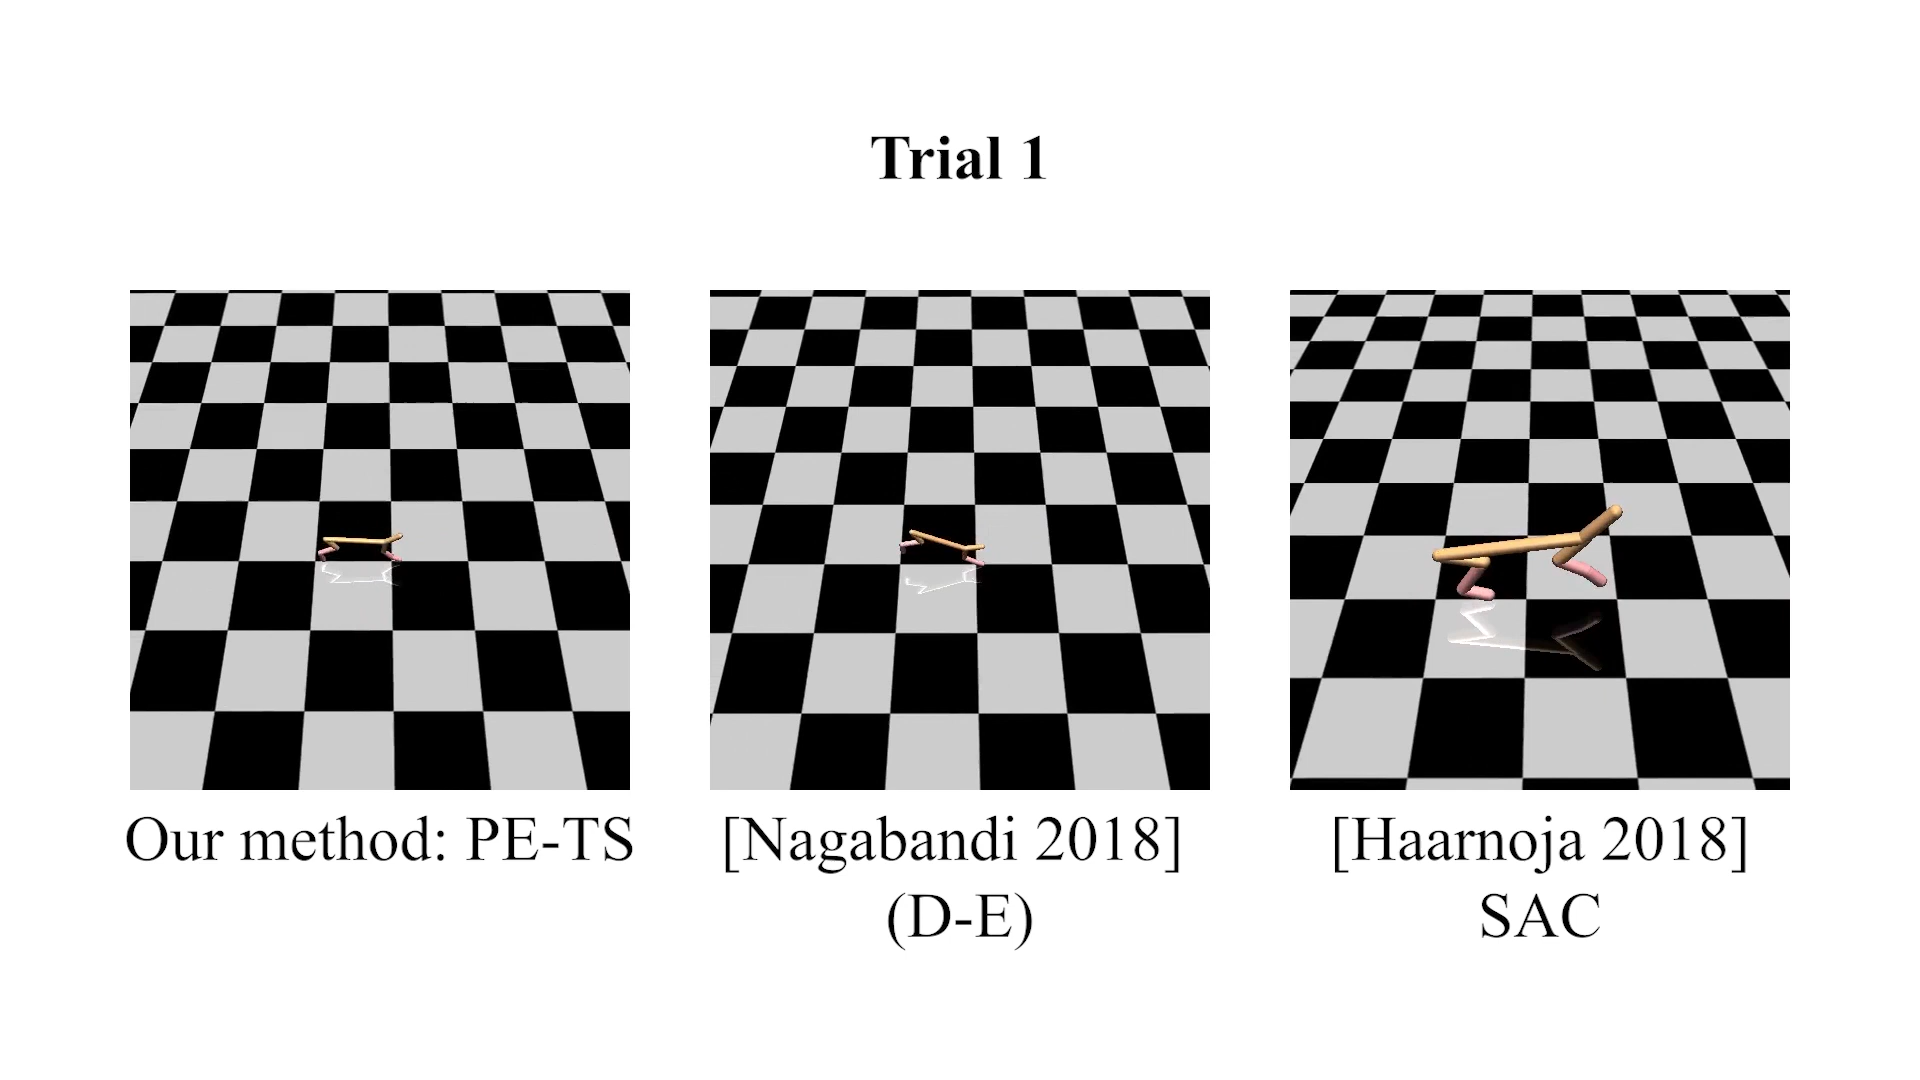 Trial 1
Our method: PE-TS
[Nagabandi 2018]
(D-E)
[Haarnoja 2018]
SAC